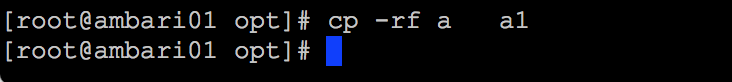 [root@ambari01 opt]# cp -rf a   a1
[root@ambari01 opt]#